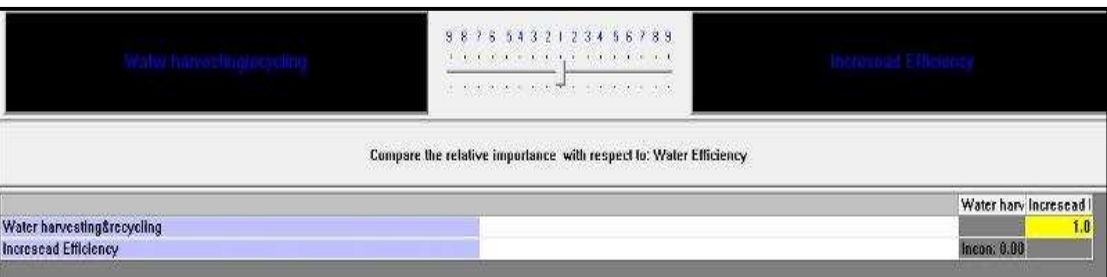 9 8 7 6 5 4 3 2 1 2 3 4 5 6 7 8 9
Water harvesting&recycling
Incresead Efficiency
Compare the relative importance with respect to: Water Efficiency
Water harv Incresead I
Water harvesting&recycling 1.0
Incresead Efficiency Incon: 0.00